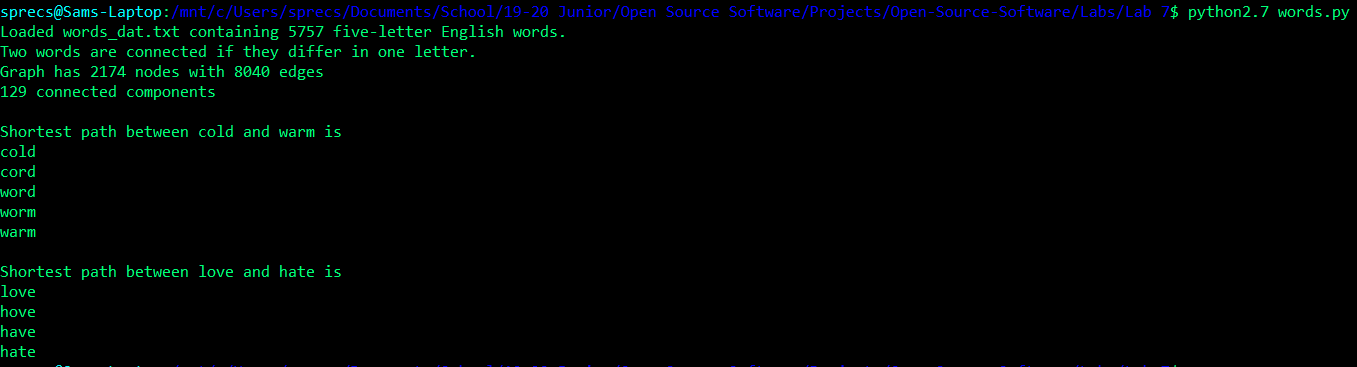 sprecs@Sams-Laptop:/mnt/c/Users/sprecs/Documents/School/19-20 Junior/Open Source Software/Projects/Open-Source-Software/Labs/Lab 7$ python2.7 words.py
Loaded words_dat.txt containing 5757 five-letter English words.
Two words are connected if they differ in one letter.
Graph has 2174 nodes with 8040 edges
129 connected components
Shortest path between cold and warm is
cold
cord
word
worm
warm
Shortest path between love and hate is
love
hove
have
hate